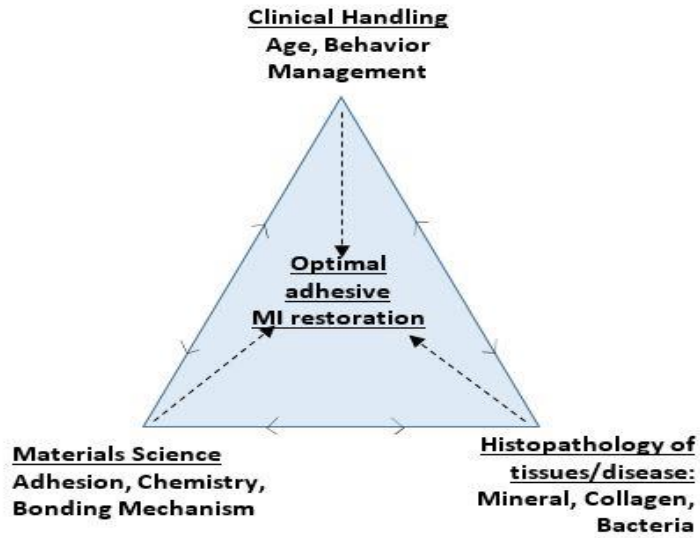 Clinical Handling
Age, Behavior
Management
Optimal
adhesive
MI restoration
Materials Science
Adhesion, Chemistry,
Bonding Mechanism
Histopathology of
tissues/disease:
Mineral, Collagen,
Bacteria